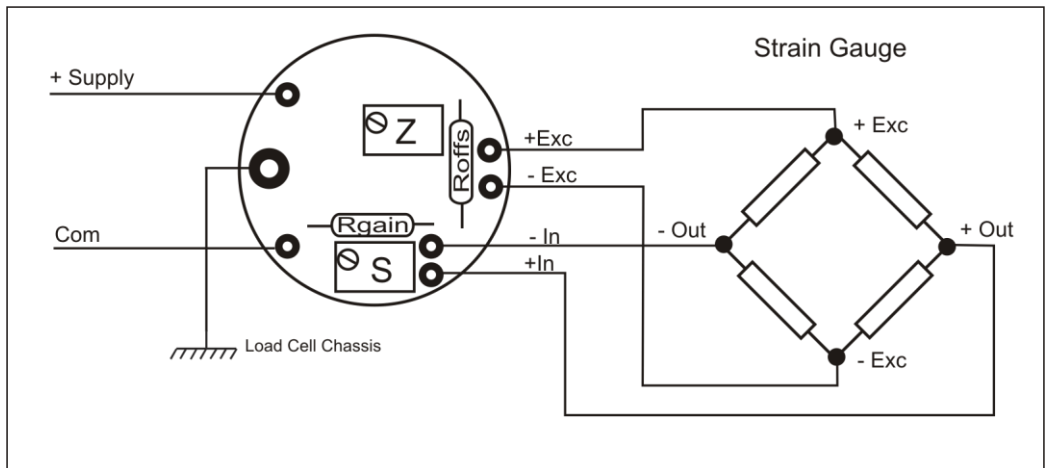 Strain Gauge
+ Supply
Z
Roffs
+Exc
- Exc
+ Exc
Rgain
Com
S
- In
+In
- Out
+ Out
Load Cell Chassis
- Exc